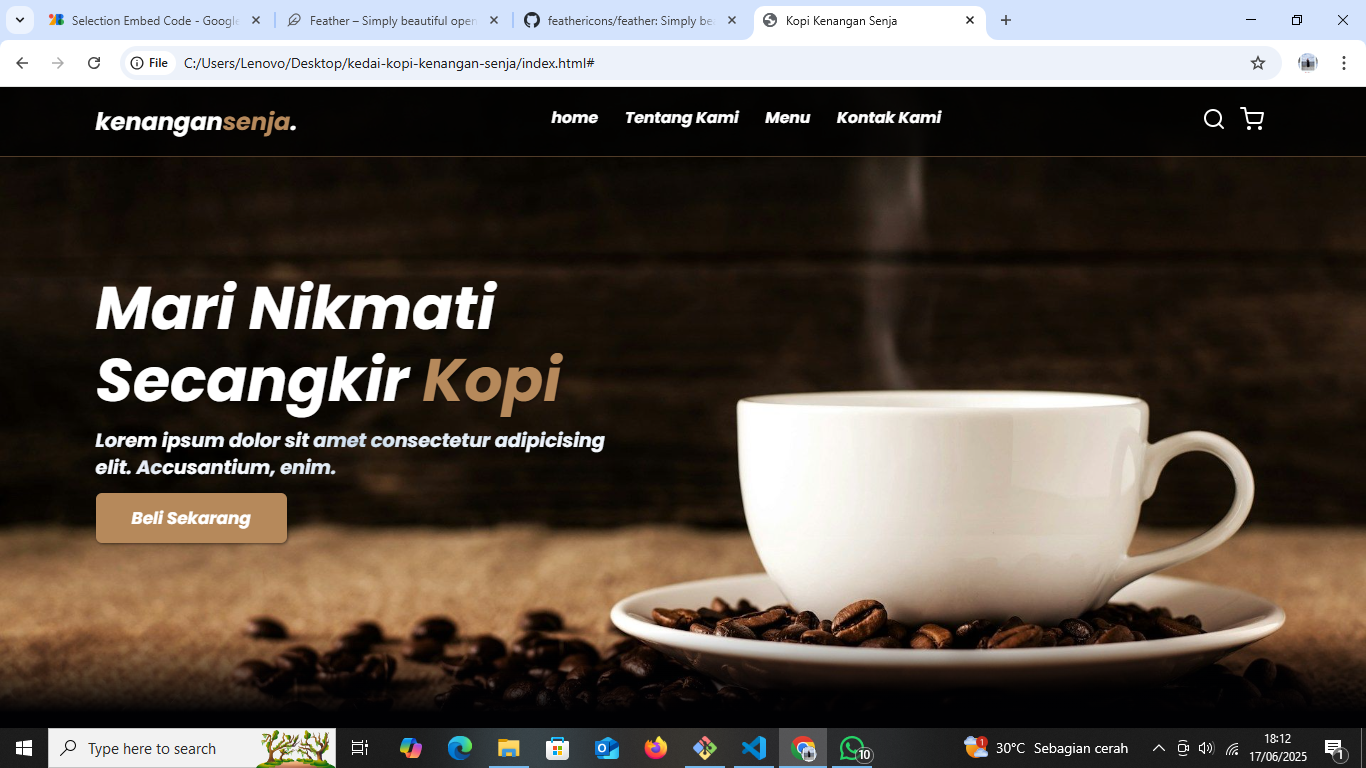 Selection Embed Code - Google
Feather – Simply beautiful open
feathericons/feather: Simply be
Kopi Kenangan Senja
File
C:/Users/Lenovo/Desktop/kedai-kopi-kenangan-senja/index.html#
kenangansenja.
home
Tentang Kami
Menu
Kontak Kami
Mari Nikmati
Secangkir Kopi
Lorem ipsum dolor sit amet consectetur adipicising
elit. Accusantium, enim.
Beli Sekarang
Type here to search
10
1
30°C Sebagian cerah
18:12
17/06/2025
1